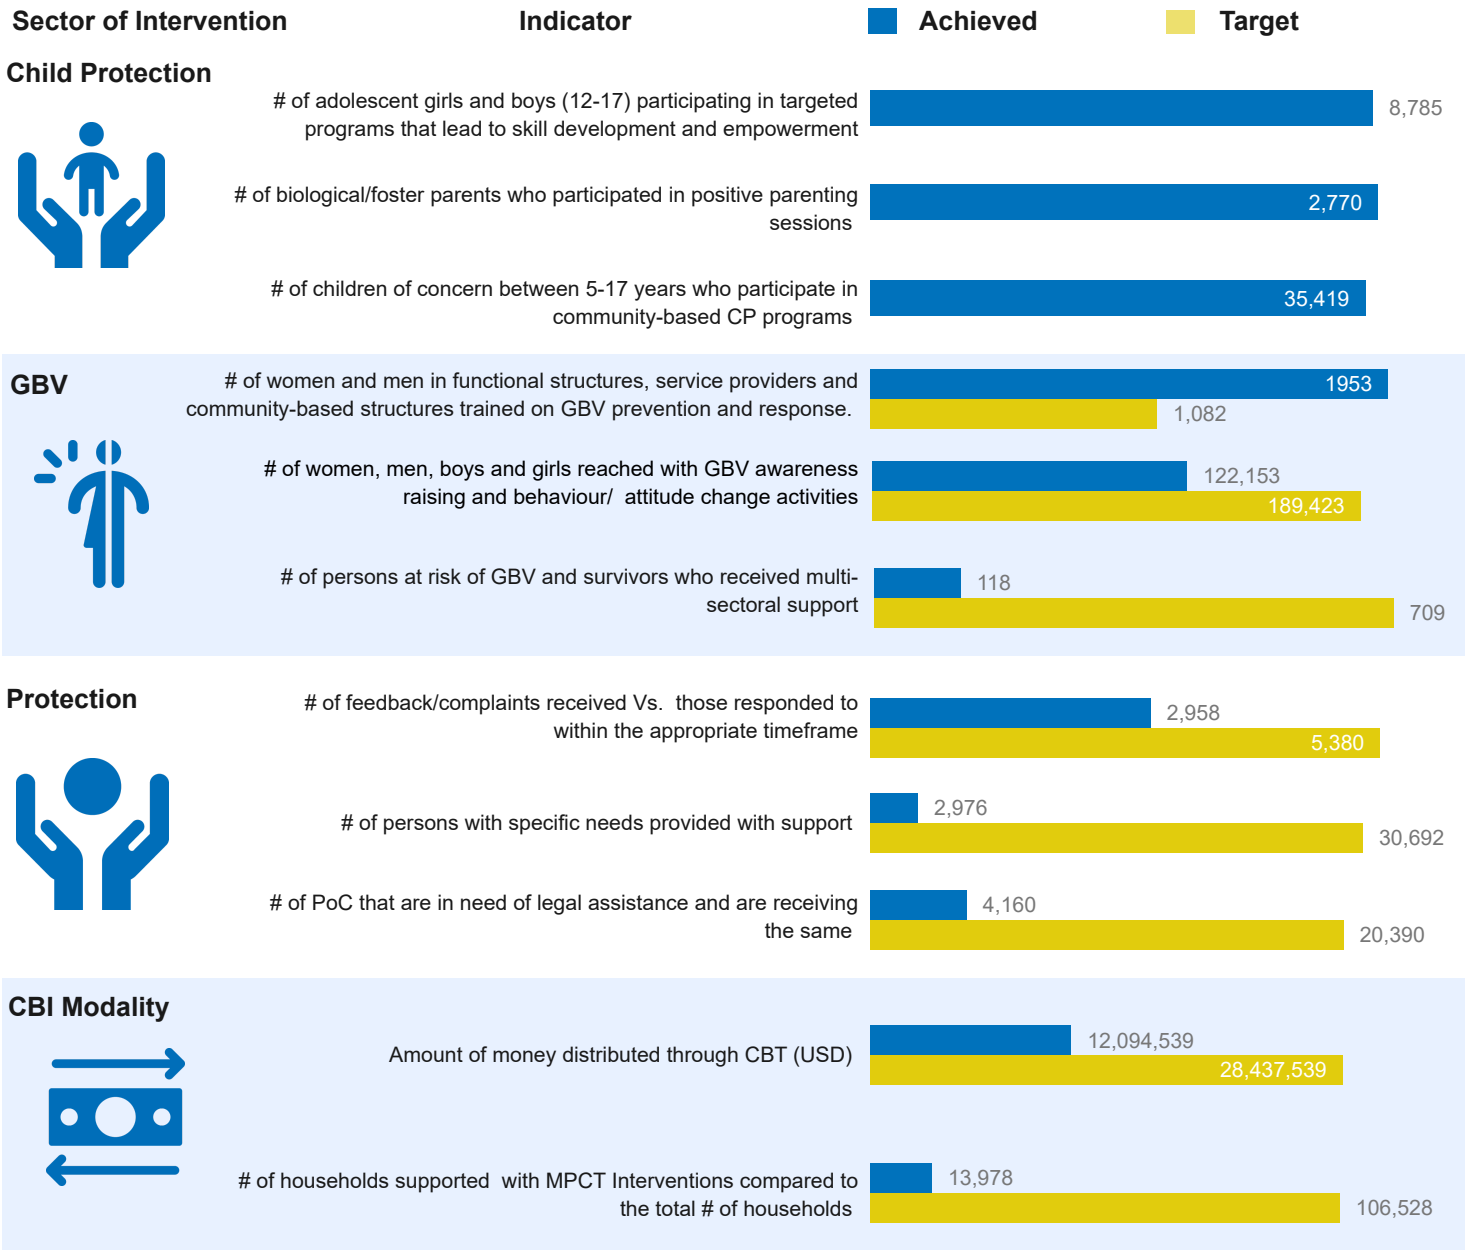 Sector of Intervention Indicator Achieved Target
Child Protection
# of adolescent girls and boys (12-17) participating in targeted
programs that lead to skill development and empowerment
8,785
# of biological/foster parents who participated in positive parenting
sessions
2,770
# of children of concern between 5-17 years who participate in
community-based CP programs
35,419
GBV
# of women and men in functional structures, service providers and
community-based structures trained on GBV prevention and response.
1953
1,082
# of women, men, boys and girls reached with GBV awareness
raising and behaviour/ attitude change activities
122,153
189,423
# of persons at risk of GBV and survivors who received multi-
sectoral support
118
709
Protection
# of feedback/complaints received Vs. those responded to
within the appropriate timeframe
2,958
5,380
# of persons with specific needs provided with support
2,976
30,692
# of PoC that are in need of legal assistance and are receiving
the same
4,160
20,390
CBI Modality
Amount of money distributed through CBT (USD)
12,094,539
28,437,539
# of households supported with MPCT Interventions compared to
the total # of households
13,978
106,528